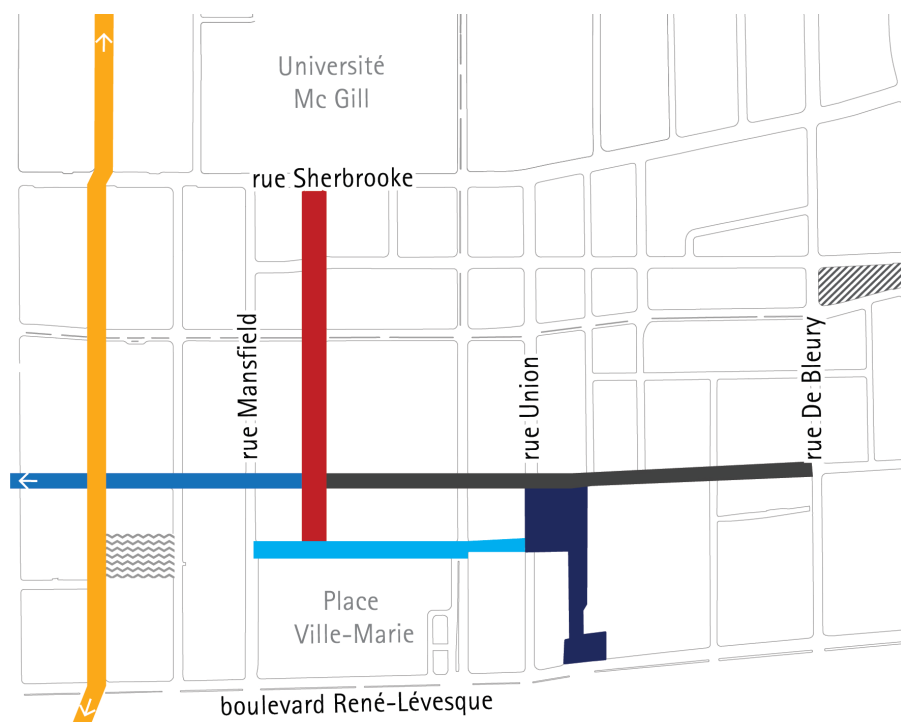 Université
Mc Gill
rue Sherbrooke
rue Mansfield
rue Union
rue De Bleury
Place
Ville-Marie
boulevard René-Lévesque